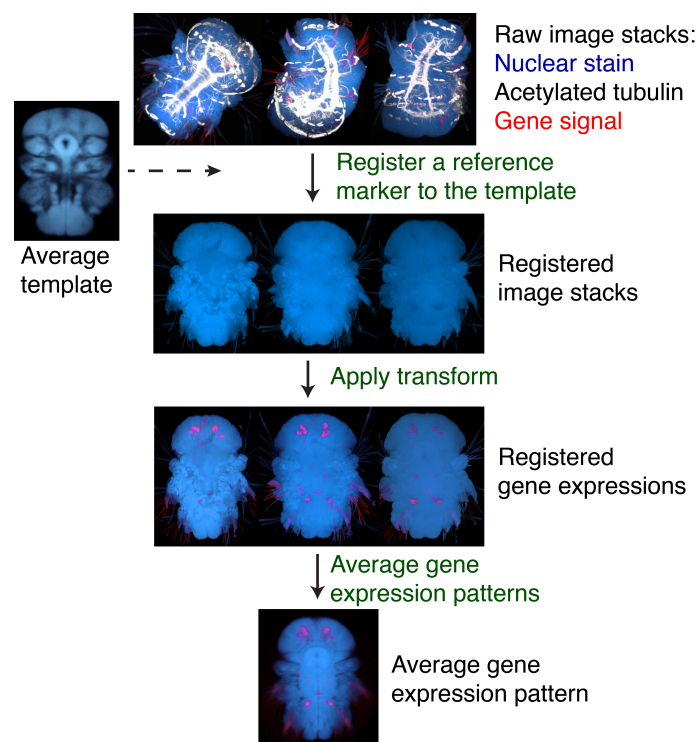 Raw image stacks:
Nuclear stain
Acetylated tubulin
Gene signal
Register a reference
marker to the template
Average
template
Registered
image stacks
Apply transform
Registered
gene expressions
Average gene
expression patterns
Average gene
expression pattern